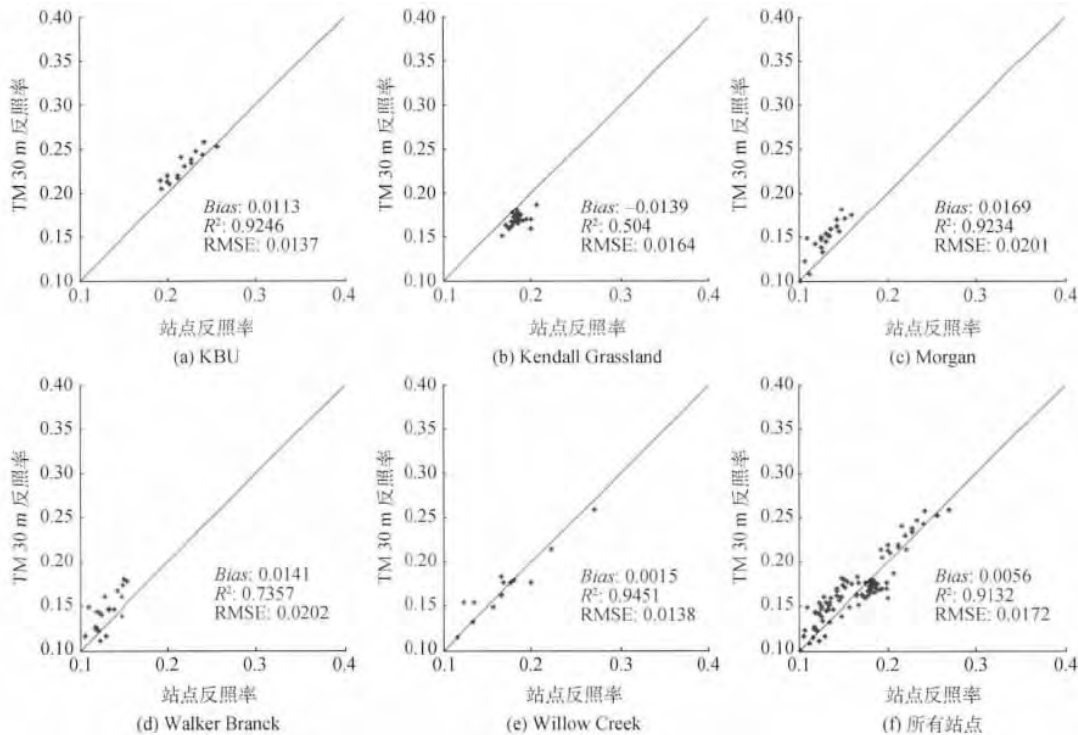 0.40
0.35
0.30
0.25
0.20
0.15
0.10
TM 30 m 反照率
Bias: 0.0113
R²: 0.9246
RMSE: 0.0137
0.1
0.2
0.3
0.4
站点反照率
(a) KBU
0.40
0.35
0.30
0.25
0.20
0.15
0.10
TM 30 m 反照率
Bias: −0.0139
R²: 0.504
RMSE: 0.0164
0.1
0.2
0.3
0.4
站点反照率
(b) Kendall Grassland
0.40
0.35
0.30
0.25
0.20
0.15
0.10
TM 30 m 反照率
Bias: 0.0169
R²: 0.9234
RMSE: 0.0201
0.1
0.2
0.3
0.4
站点反照率
(c) Morgan
0.40
0.35
0.30
0.25
0.20
0.15
0.10
TM 30 m 反照率
Bias: 0.0141
R²: 0.7357
RMSE: 0.0202
0.1
0.2
0.3
0.4
站点反照率
(d) Walker Branck
0.40
0.35
0.30
0.25
0.20
0.15
0.10
TM 30 m 反照率
Bias: 0.0015
R²: 0.9451
RMSE: 0.0138
0.1
0.2
0.3
0.4
站点反照率
(e) Willow Creek
0.40
0.35
0.30
0.25
0.20
0.15
0.10
TM 30 m 反照率
Bias: 0.0056
R²: 0.9132
RMSE: 0.0172
0.1
0.2
0.3
0.4
站点反照率
(f) 所有站点